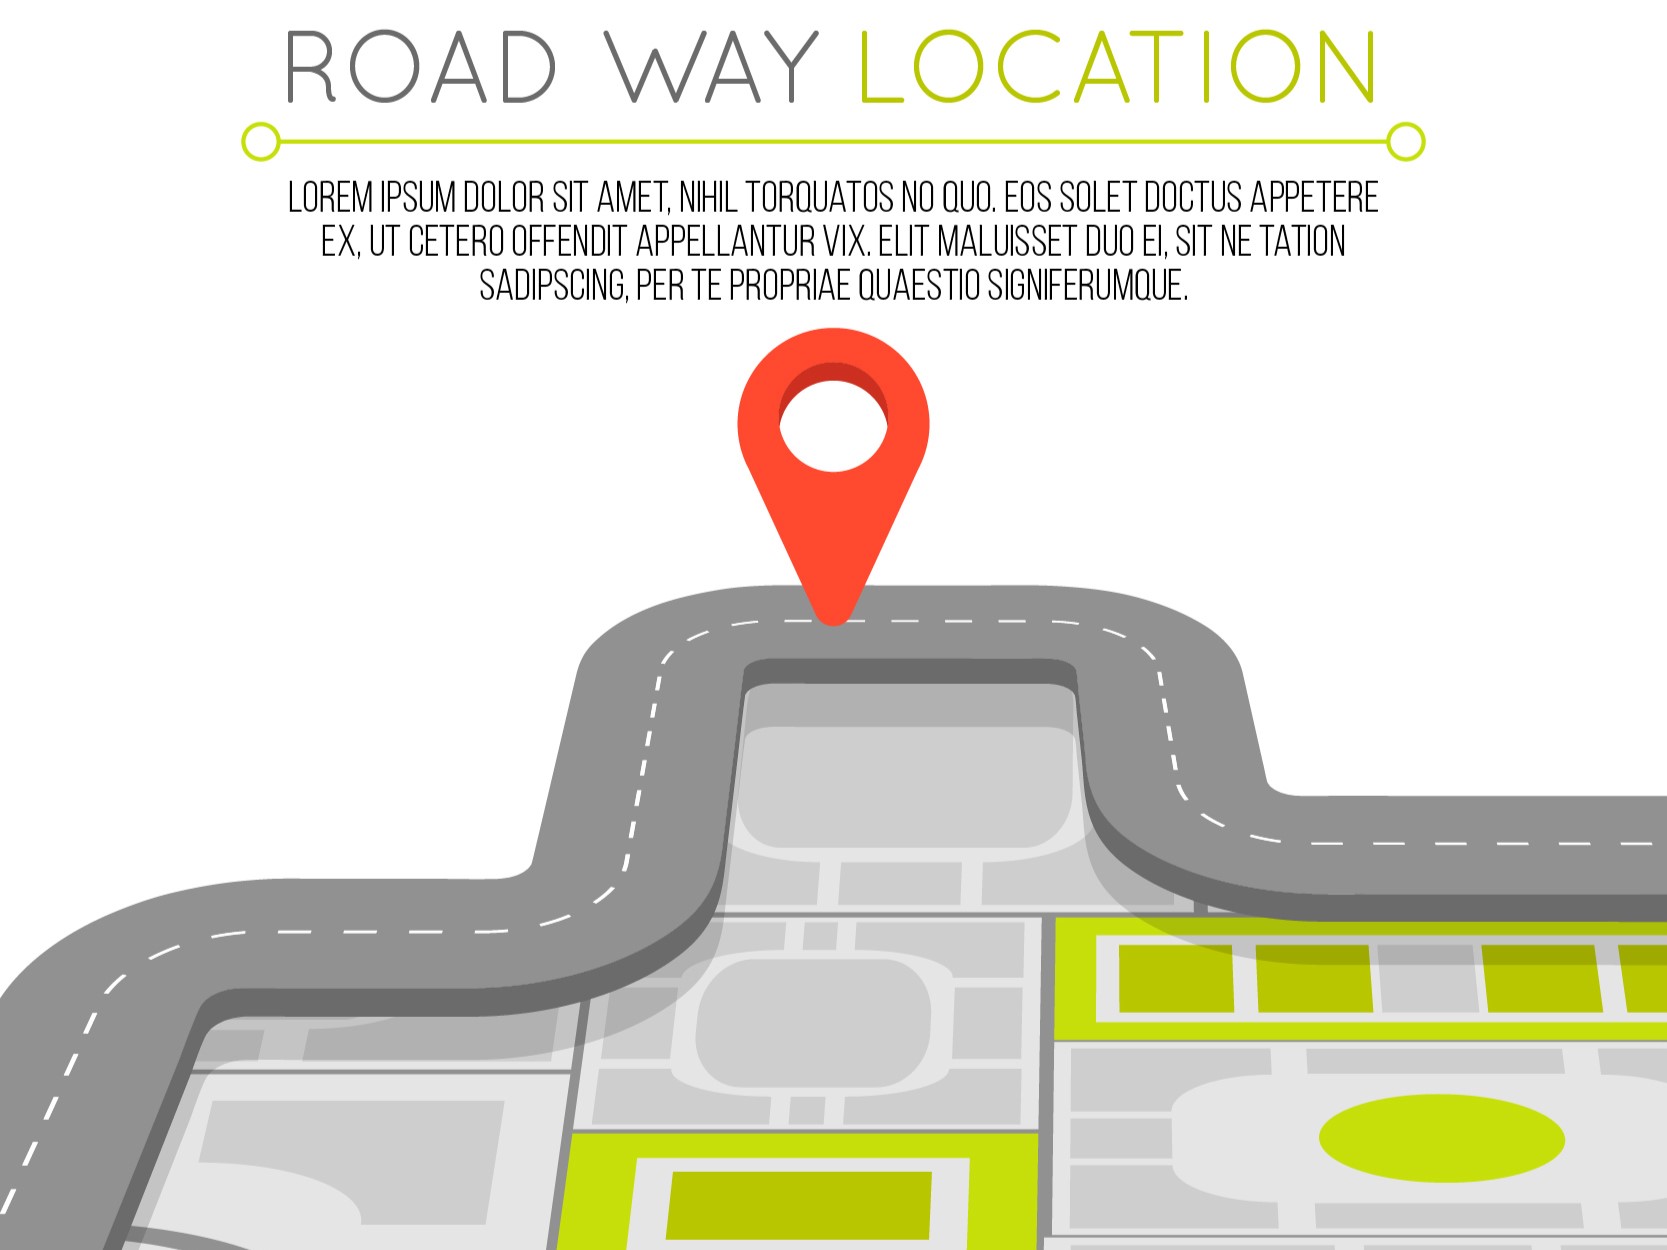 ROAD WAY LOCATION
LOREM IPSUM DOLOR SIT AMET, NIHIL TORQUATOS NO QUO. EOS SOLET DOCTUS APPETERE
EX, UT CETERO OFFENDIT APPELLANTUR VIX. ELIT MALUISSET DUO EI, SIT NE TATION
SADIPSCING, PER TE PROPRIAE QUAESTIO SIGNIFERUMQUE.